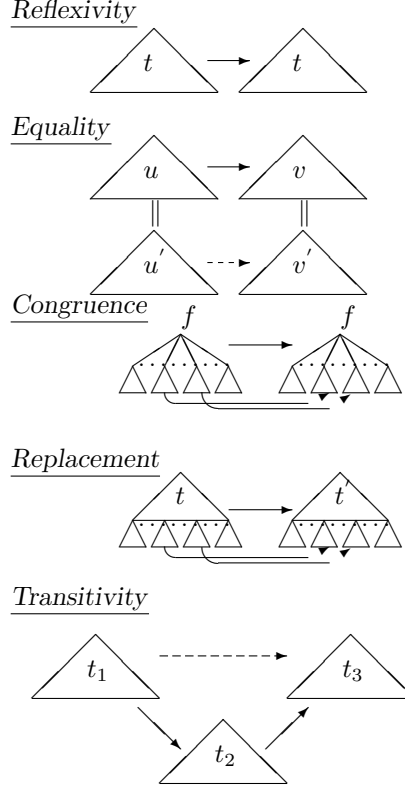 Reflexivity
t t
Equality
u v
u′ v′
Congruence
f f
Replacement
t t′
Transitivity
t₁ t₃
t₂